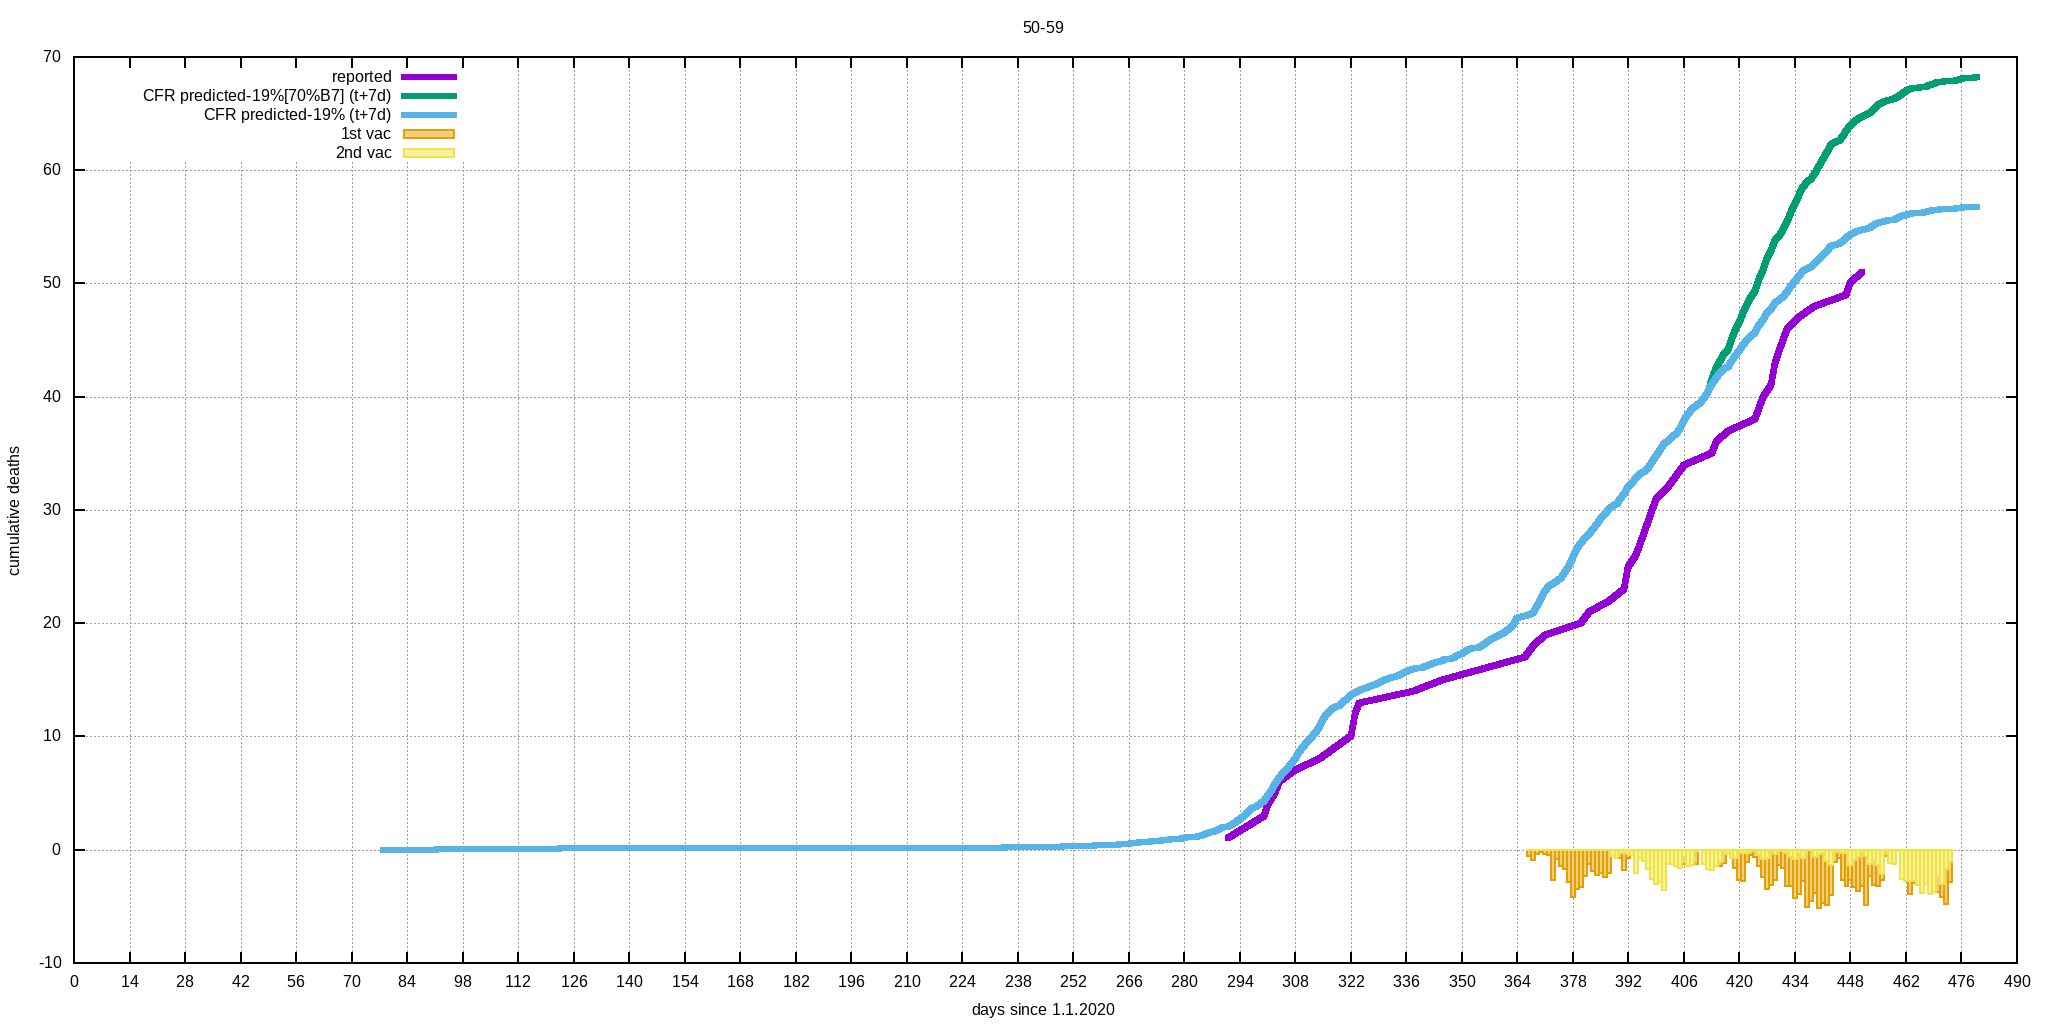 50-59
reported
CFR predicted-19%[70%B7] (t+7d)
CFR predicted-19% (t+7d)
1st vac
2nd vac
70
60
50
40
30
20
10
0
-10
cumulative deaths
0 14 28 42 56 70 84 98 112 126 140 154 168 182 196 210 224 238 252 266 280 294 308 322 336 350 364 378 392 406 420 434 448 462 476 490
days since 1.1.2020